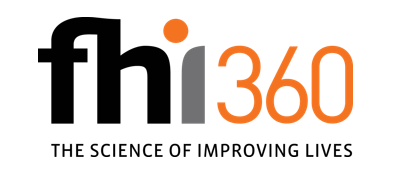 fhi360
THE SCIENCE OF IMPROVING LIVES